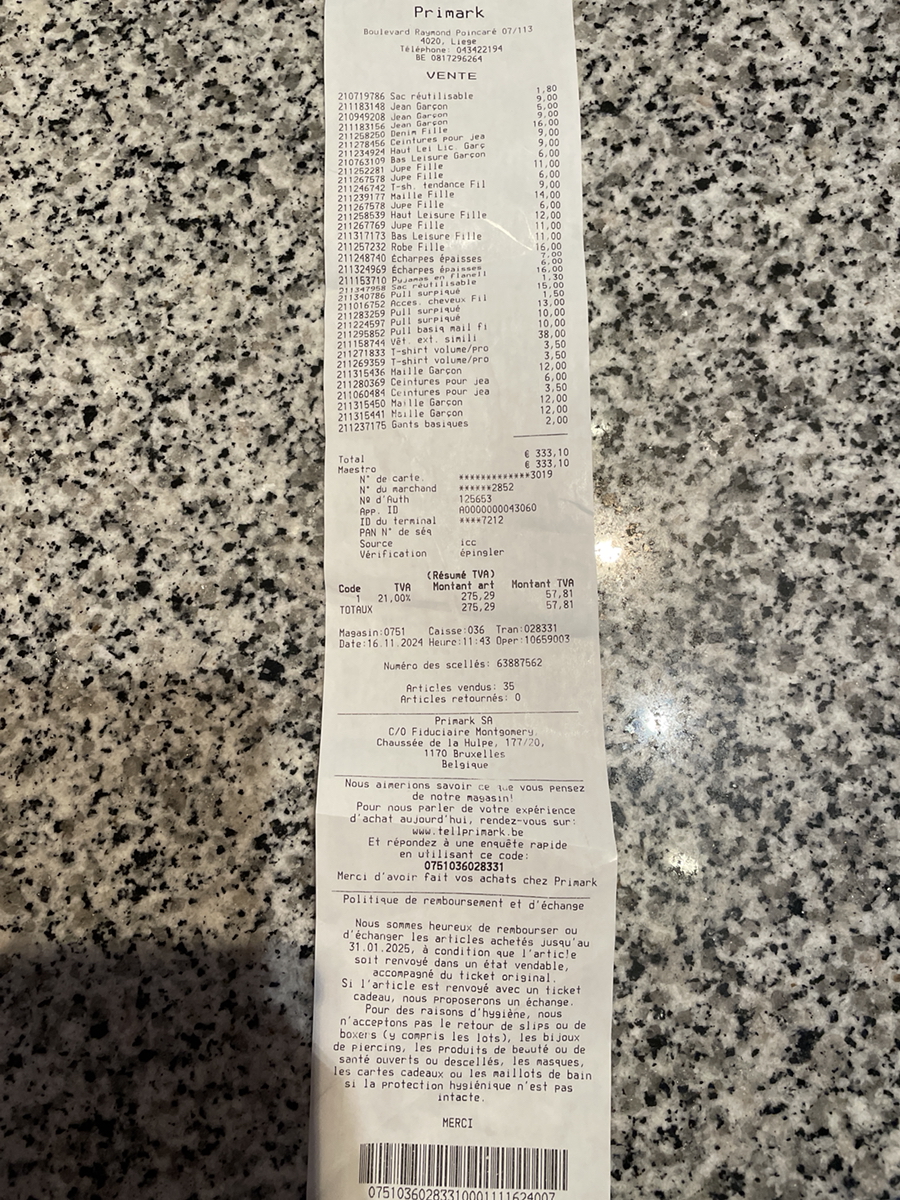 Primark
Boulevard Raymond Poincaré 07/113
4020, Liege
Téléphone: 043422194
BE 0817296264
VENTE
210719786 Sac réutilisable 1,80
211183148 Jean Garçon 9,00
210949208 Jean Garçon 6,00
211183156 Jean Garçon 9,00
211258250 Denim Fille 16,00
211278456 Ceintures pour jea 9,00
211234924 Haut Lei Lic. Garç 9,00
210763109 Bas Leisure Garçon 6,00
211252281 Jupe Fille 11,00
211267578 Jupe Fille 6,00
211246742 T-sh. tendance Fil 9,00
211239177 Maille Fille 14,00
211267578 Jupe Fille 6,00
211258539 Haut Leisure Fille 12,00
211267769 Jupe Fille 11,00
211317173 Bas Leisure Fille 11,00
211257232 Robe Fille 16,00
211248740 Écharpes épaisses 7,00
211324969 Écharpes épaisses 6,00
211153710 Pyjamas en flanell 16,00
211347958 Sac réutilisable 1,30
211340786 Pull surpiqué 15,00
211016752 Acces. cheveux Fil 1,50
211283259 Pull surpiqué 13,00
211224597 Pull surpiqué 10,00
211295852 Pull basiq mail fi 10,00
211158744 Vêt. ext. simili 38,00
211271833 T-shirt volume/pro 3,50
211269359 T-shirt volume/pro 3,50
211315436 Maille Garçon 12,00
211280369 Ceintures pour jea 6,00
211060484 Ceintures pour jea 3,50
211315450 Maille Garçon 12,00
211315441 Maille Garçon 12,00
211237175 Gants basiques 2,00
Total € 333,10
Maestro € 333,10
N° de carte *************3019
N° du marchand ******2852
Nº d'Auth 125653
App. ID A0000000043060
ID du terminal ****7212
PAN N° de séq
Source icc
Vérification épingler
(Résumé TVA)
Code TVA Montant art Montant TVA
1 21,00% 275,29 57,81
TOTAUX 275,29 57,81
Magasin:0751 Caisse:036 Tran:028331
Date:16.11.2024 Heure:11:43 Oper:10659003
Numéro des scellés: 63887562
Articles vendus: 35
Articles retournés: 0
Primark SA
C/O Fiduciaire Montgomery,
Chaussée de la Hulpe, 177/20,
1170 Bruxelles
Belgique
Nous aimerions savoir ce que vous pensez
de notre magasin!
Pour nous parler de votre expérience
d'achat aujourd'hui, rendez-vous sur:
www.tellprimark.be
Et répondez à une enquête rapide
en utilisant ce code:
0751036028331
Merci d'avoir fait vos achats chez Primark
Politique de remboursement et d'échange
Nous sommes heureux de rembourser ou
d'échanger les articles achetés jusqu'au
31.01.2025, à condition que l'article
soit renvoyé dans un état vendable,
accompagné du ticket original.
Si l'article est renvoyé avec un ticket
cadeau, nous proposerons un échange.
Pour des raisons d'hygiène, nous
n'acceptons pas le retour de slips ou de
boxers (y compris les lots), les bijoux
de piercing, les produits de beauté ou de
santé ouverts ou descellés, les masques,
les cartes cadeaux ou les maillots de bain
si la protection hygiénique n'est pas
intacte.
MERCI
07510360283310001111624007